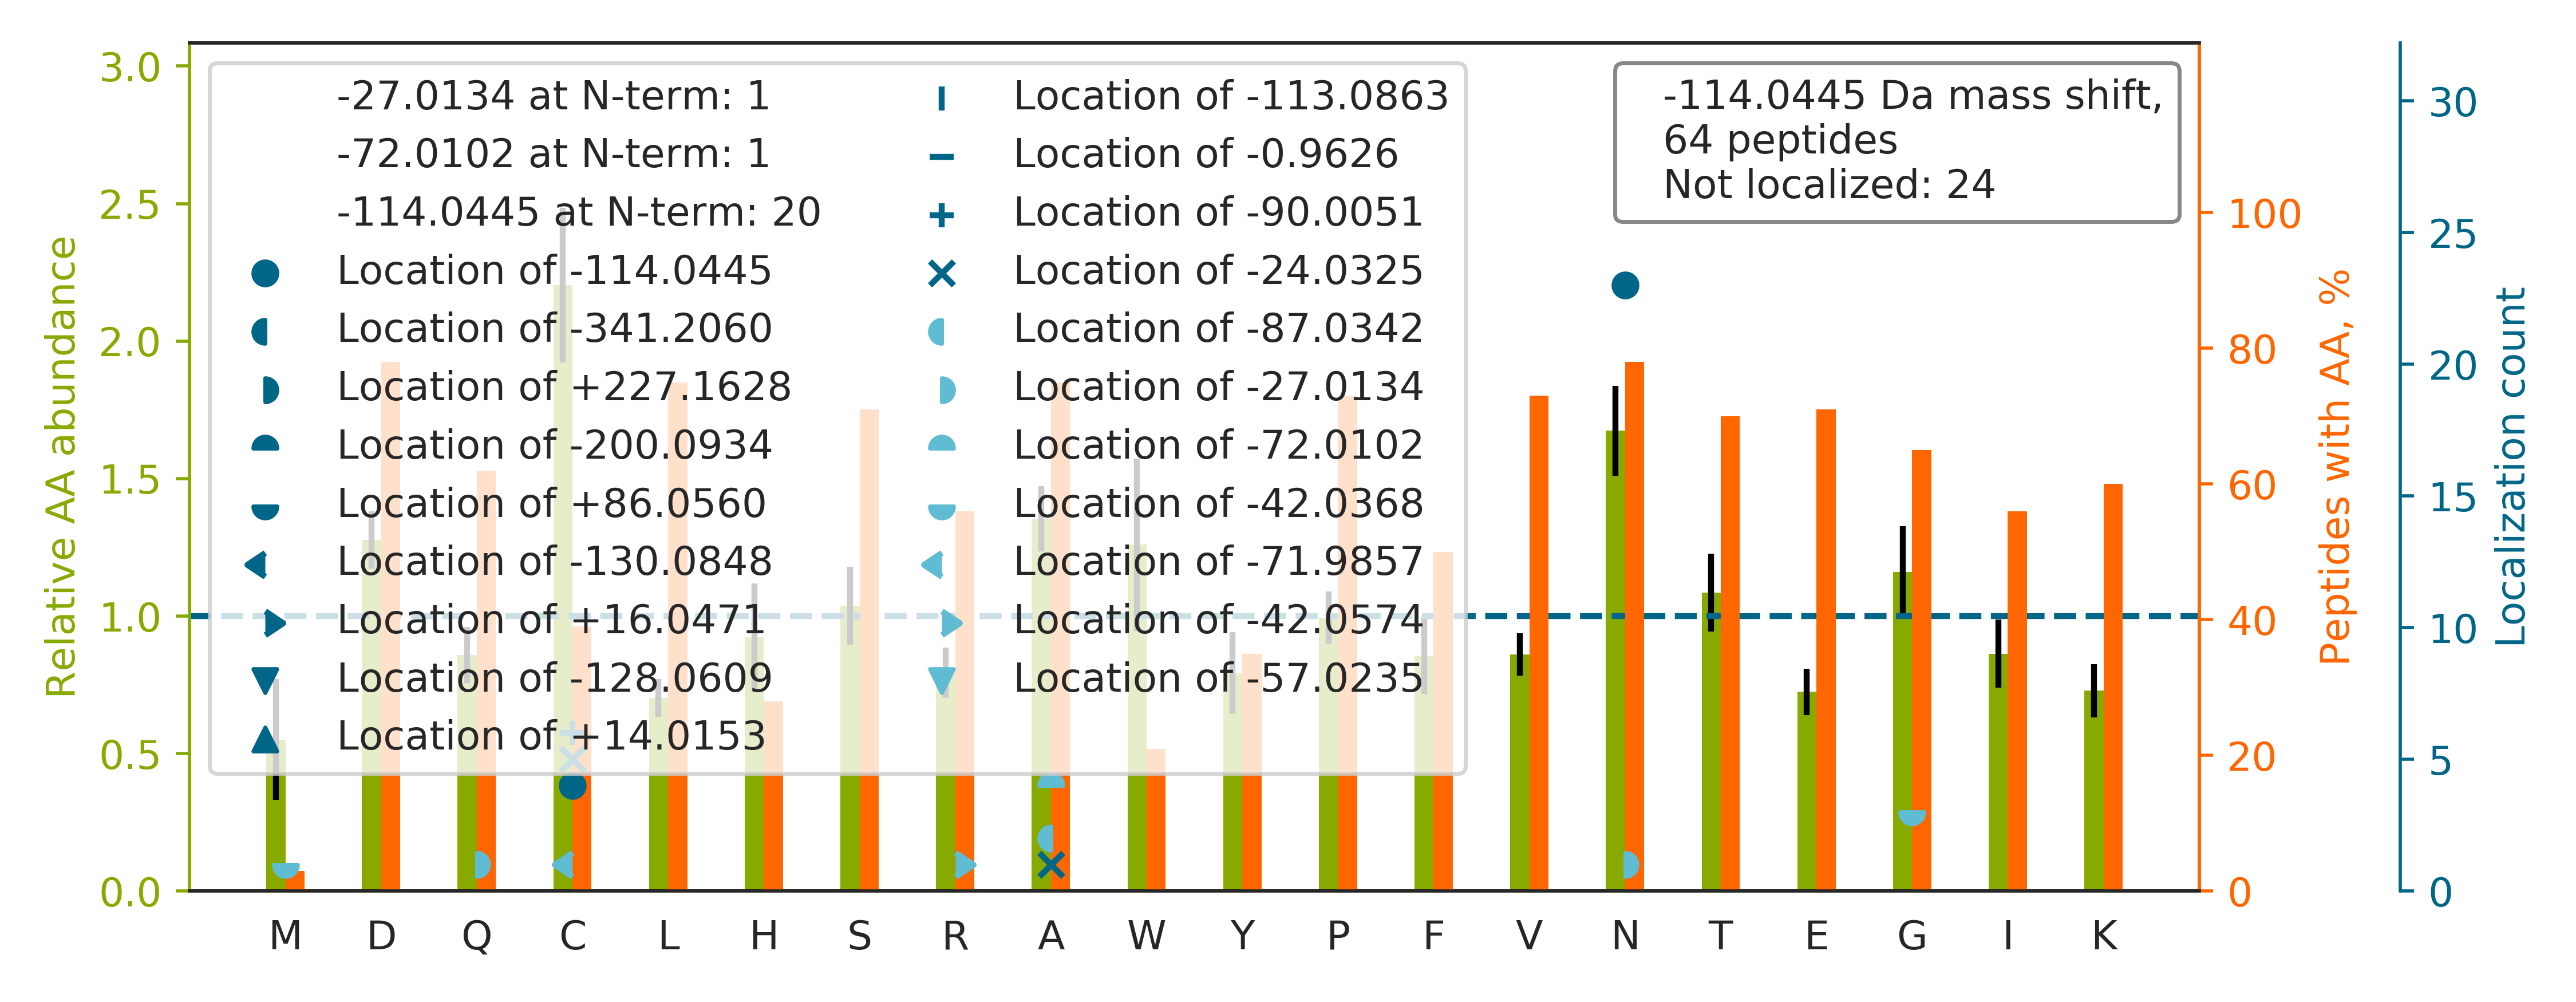 3.0
2.5
2.0
1.5
1.0
0.5
0.0
Relative AA abundance
-27.0134 at N-term: 1
-72.0102 at N-term: 1
-114.0445 at N-term: 20
Location of -114.0445
Location of -341.2060
Location of +227.1628
Location of -200.0934
Location of +86.0560
Location of -130.0848
Location of +16.0471
Location of -128.0609
Location of +14.0153
Location of -113.0863
Location of -0.9626
Location of -90.0051
Location of -24.0325
Location of -87.0342
Location of -27.0134
Location of -72.0102
Location of -42.0368
Location of -71.9857
Location of -42.0574
Location of -57.0235
-114.0445 Da mass shift,
64 peptides
Not localized: 24
100
80
60
40
20
0
Peptides with AA, %
30
25
20
15
10
5
0
Localization count
M D Q C L H S R A W Y P F V N T E G I K